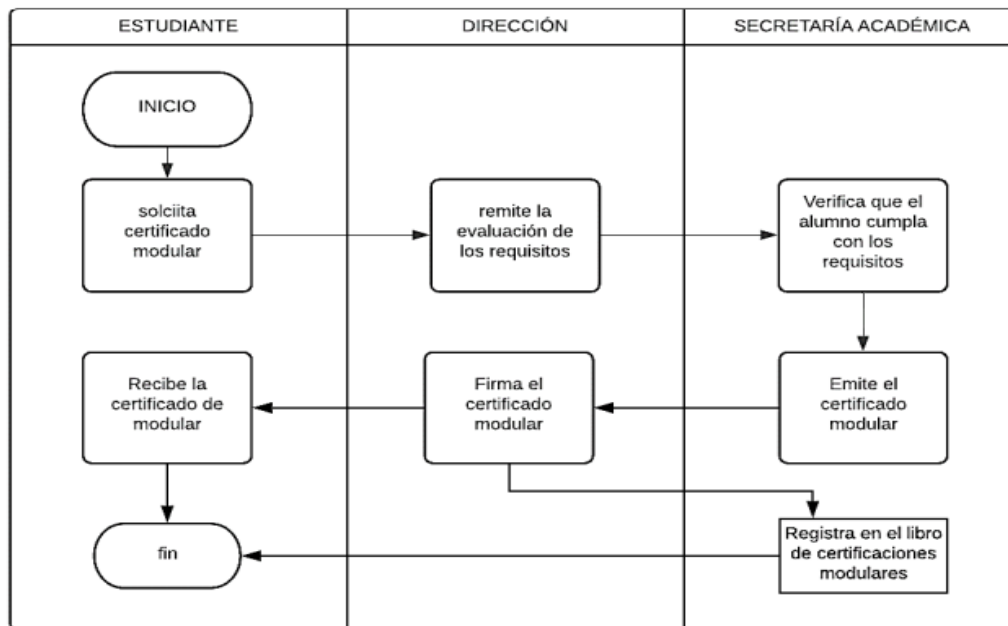 ESTUDIANTE
DIRECCIÓN
SECRETARÍA ACADÉMICA
INICIO
solciita
certificado
modular
remite la
evaluación de
los requisitos
Verifica que el
alumno cumpla
con los
requisitos
Recibe la
certificado de
modular
Firma el
certificado
modular
Emite el
certificado
modular
fin
Registra en el libro
de certificaciones
modulares